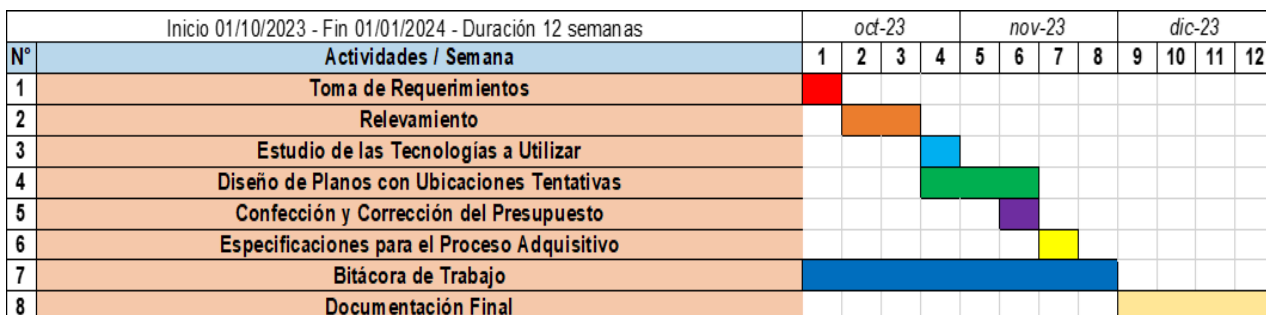 Inicio 01/10/2023 - Fin 01/01/2024 - Duración 12 semanas oct-23 nov-23 dic-23
N° Actividades / Semana 1 2 3 4 5 6 7 8 9 10 11 12
1 Toma de Requerimientos
2 Relevamiento
3 Estudio de las Tecnologías a Utilizar
4 Diseño de Planos con Ubicaciones Tentativas
5 Confección y Corrección del Presupuesto
6 Especificaciones para el Proceso Adquisitivo
7 Bitácora de Trabajo
8 Documentación Final